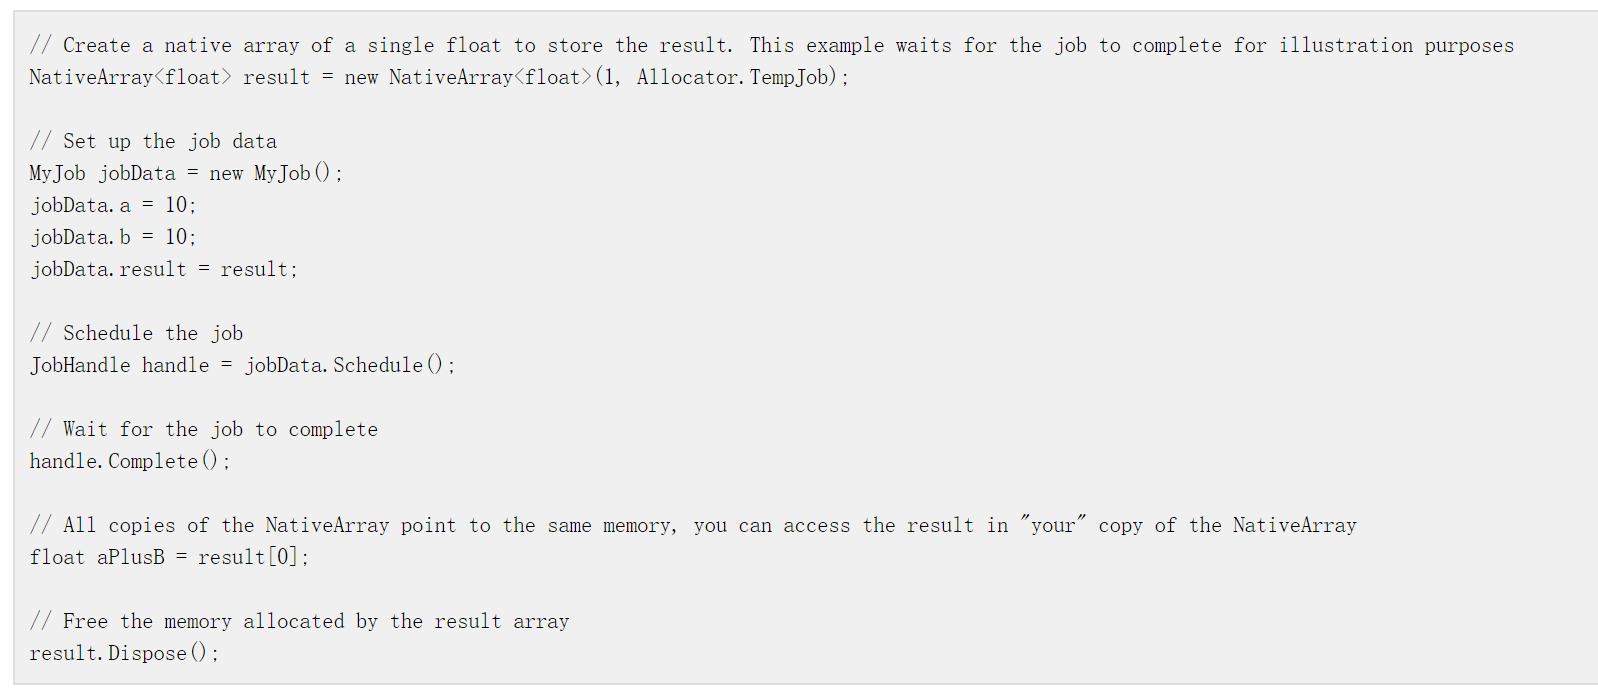 // Create a native array of a single float to store the result. This example waits for the job to complete for illustration purposes
NativeArray<float> result = new NativeArray<float>(1, Allocator.TempJob);
// Set up the job data
MyJob jobData = new MyJob();
jobData.a = 10;
jobData.b = 10;
jobData.result = result;
// Schedule the job
JobHandle handle = jobData.Schedule();
// Wait for the job to complete
handle.Complete();
// All copies of the NativeArray point to the same memory, you can access the result in "your" copy of the NativeArray
float aPlusB = result[0];
// Free the memory allocated by the result array
result.Dispose();